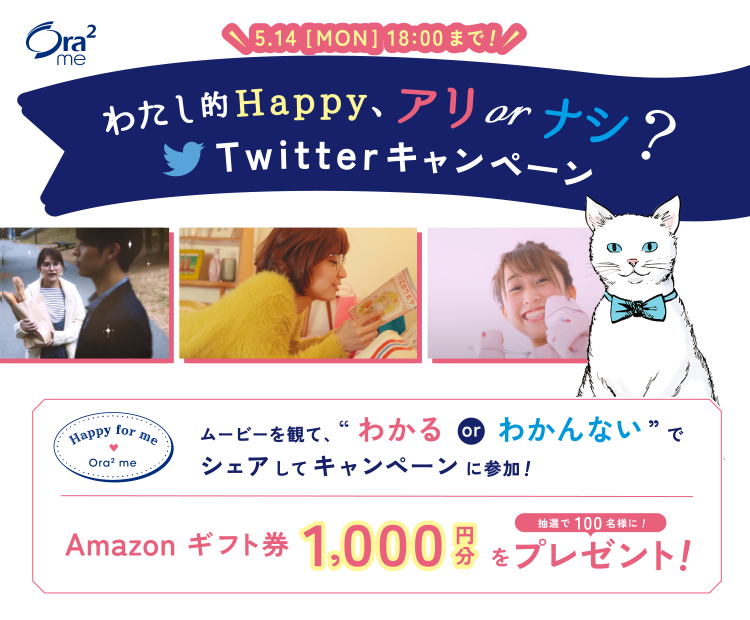 Ora²
me
5.14 [MON] 18:00まで!
わたし的Happy、アリorナシ?
Twitterキャンペーン
Happy for me
Ora² me
ムービーを観て、“わかる or わかんない”で
シェアしてキャンペーンに参加!
抽選で100名様に!
Amazon ギフト券 1,000円分をプレゼント!